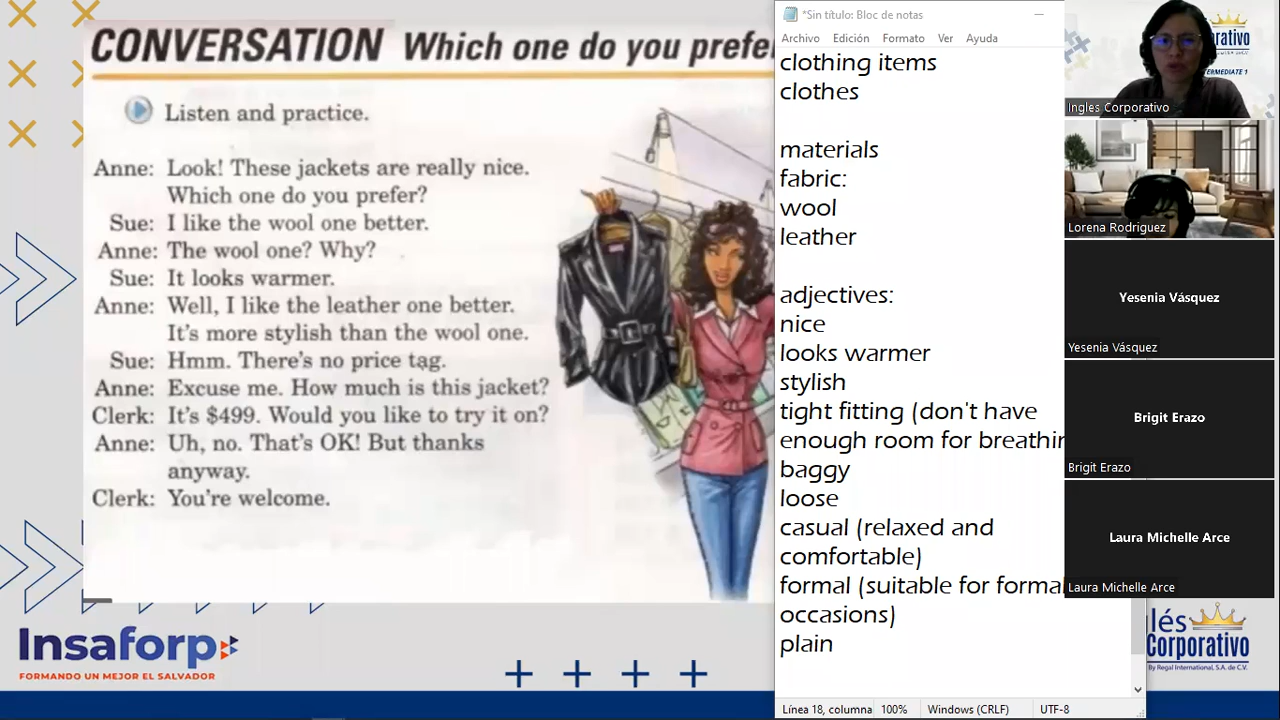 CONVERSATION Which one do you prefer
Listen and practice.
Anne: Look! These jackets are really nice.
Which one do you prefer?
Sue: I like the wool one better.
Anne: The wool one? Why?
Sue: It looks warmer.
Anne: Well, I like the leather one better.
It's more stylish than the wool one.
Sue: Hmm. There's no price tag.
Anne: Excuse me. How much is this jacket?
Clerk: It's $499. Would you like to try it on?
Anne: Uh, no. That's OK! But thanks
anyway.
Clerk: You're welcome.
Insaforp
FORMANDO UN MEJOR EL SALVADOR
*Sin título: Bloc de notas
Archivo Edición Formato Ver Ayuda
clothing items
clothes
materials
fabric:
wool
leather
adjectives:
nice
looks warmer
stylish
tight fitting (don't have
enough room for breathin
baggy
loose
casual (relaxed and
comfortable)
formal (suitable for formal
occasions)
plain
Línea 18, columna 100% Windows (CRLF) UTF-8
Ingles Corporativo
Lorena Rodriguez
Yesenia Vásquez
Yesenia Vásquez
Brigit Erazo
Brigit Erazo
Laura Michelle Arce
Laura Michelle Arce
lés
Corporativo
By Regal International, S.A. de C.V.